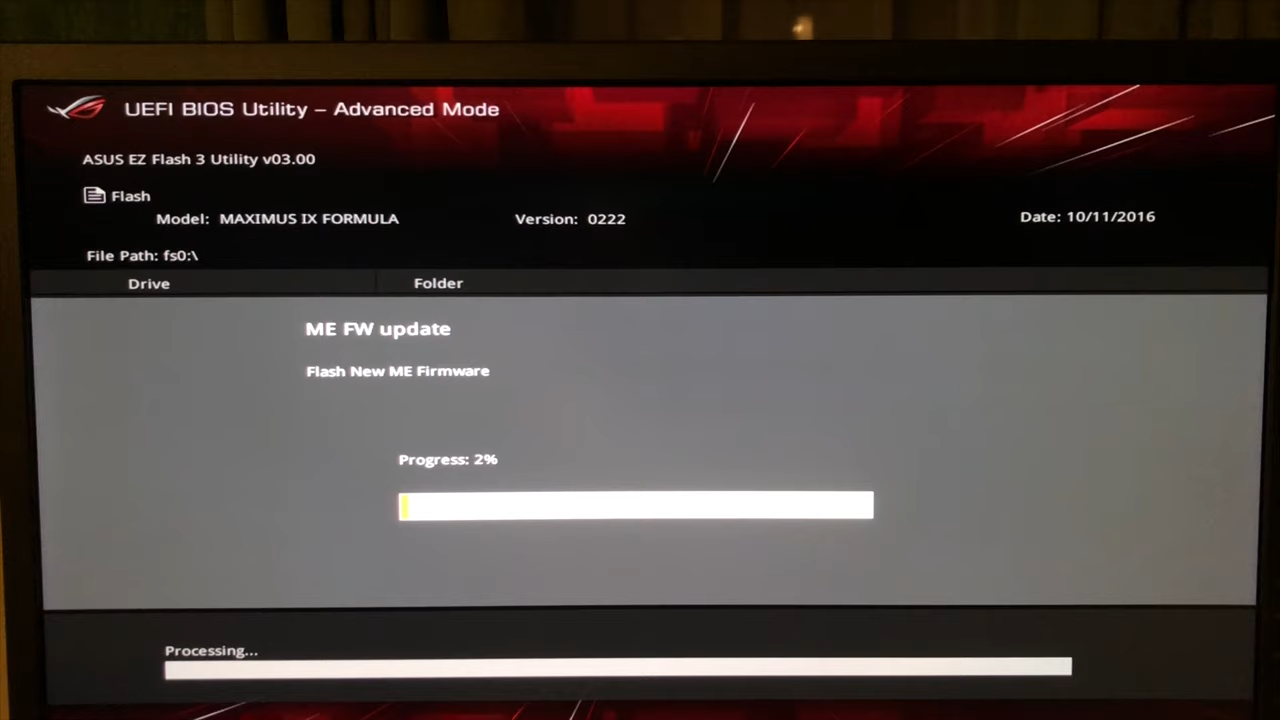 UEFI BIOS Utility – Advanced Mode
ASUS EZ Flash 3 Utility v03.00
Flash
Model: MAXIMUS IX FORMULA Version: 0222 Date: 10/11/2016
File Path: fs0:\
Drive Folder
ME FW update
Flash New ME Firmware
Progress: 2%
Processing...